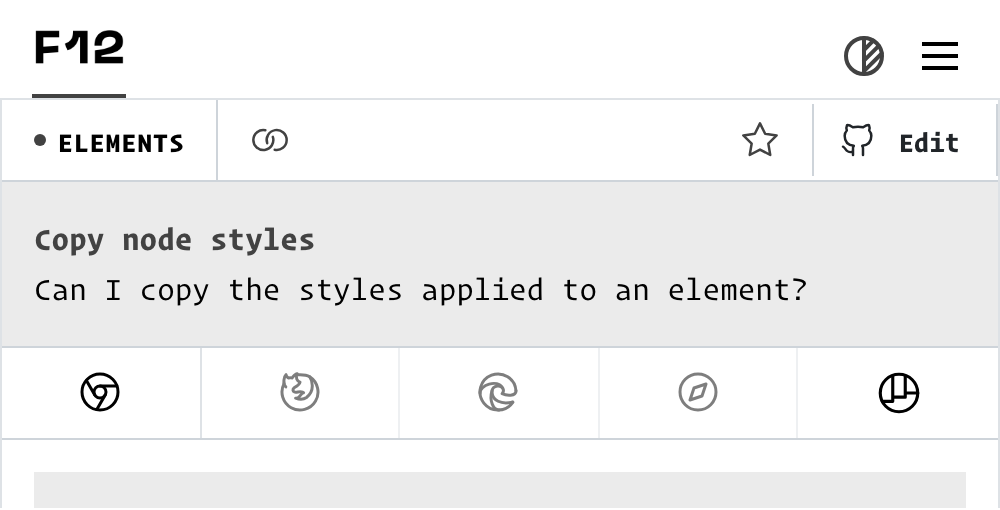 F12
ELEMENTS
Edit
Copy node styles
Can I copy the styles applied to an element?